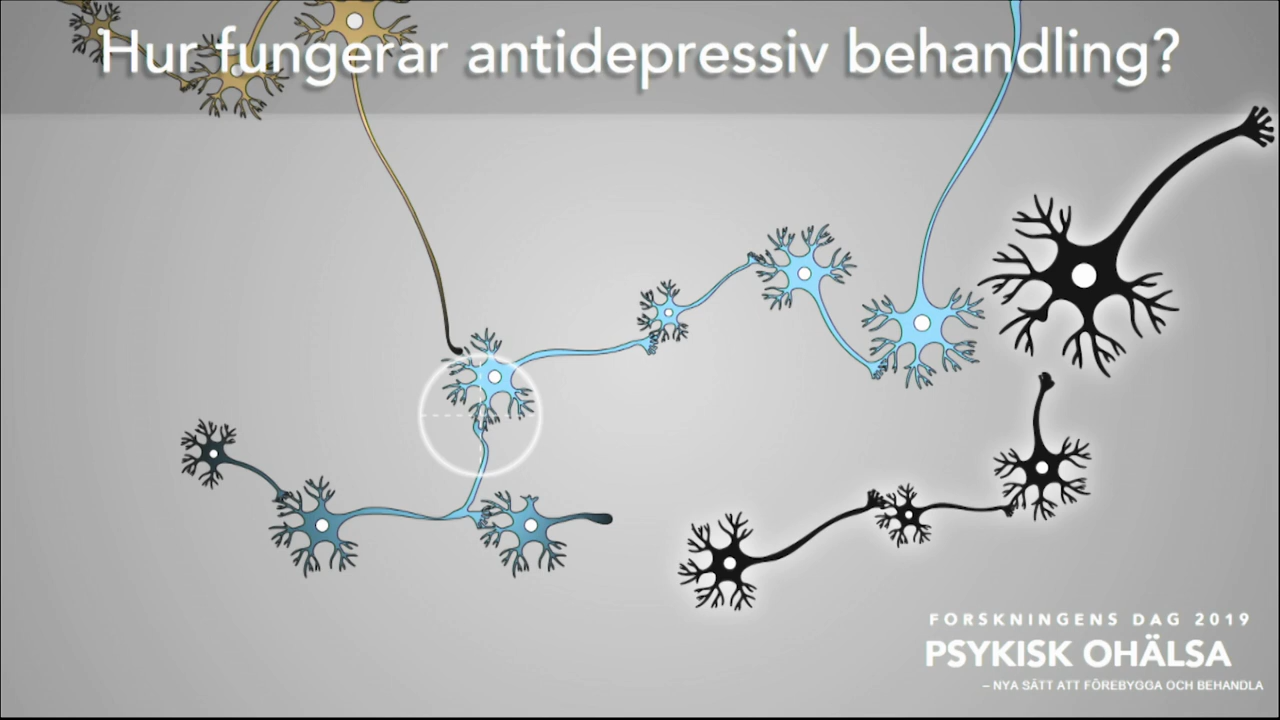 Hur fungerar antidepressiv behandling?
FORSKNINGENS DAG 2019
PSYKISK OHÄLSA
– NYA SÄTT ATT FÖREBYGGA OCH BEHANDLA